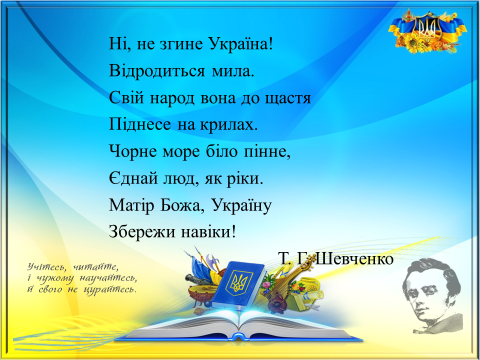 Ні, не згине Україна!
Відродиться мила.
Свій народ вона до щастя
Піднесе на крилах.
Чорне море біло пінне,
Єднай люд, як ріки.
Матір Божа, Україну
Збережи навіки!
Т. Г. Шевченко
Учітесь, читайте,
і чужому научайтесь,
й свого не цурайтесь.